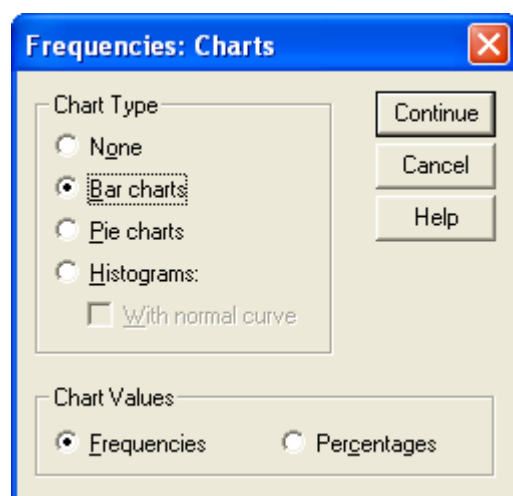 Frequencies: Charts
Chart Type
None
Bar charts
Pie charts
Histograms:
With normal curve
Continue
Cancel
Help
Chart Values
Frequencies
Percentages